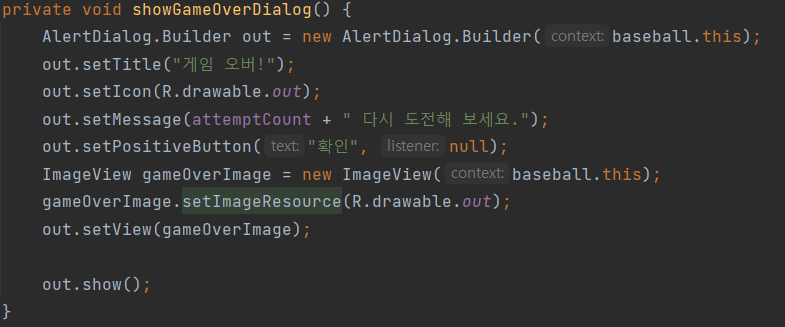 private void showGameOverDialog() {
    AlertDialog.Builder out = new AlertDialog.Builder( context: baseball.this);
    out.setTitle("게임 오버!");
    out.setIcon(R.drawable.out);
    out.setMessage(attemptCount + " 다시 도전해 보세요.");
    out.setPositiveButton( text: "확인", listener: null);
    ImageView gameOverImage = new ImageView( context: baseball.this);
    gameOverImage.setImageResource(R.drawable.out);
    out.setView(gameOverImage);
    out.show();
}